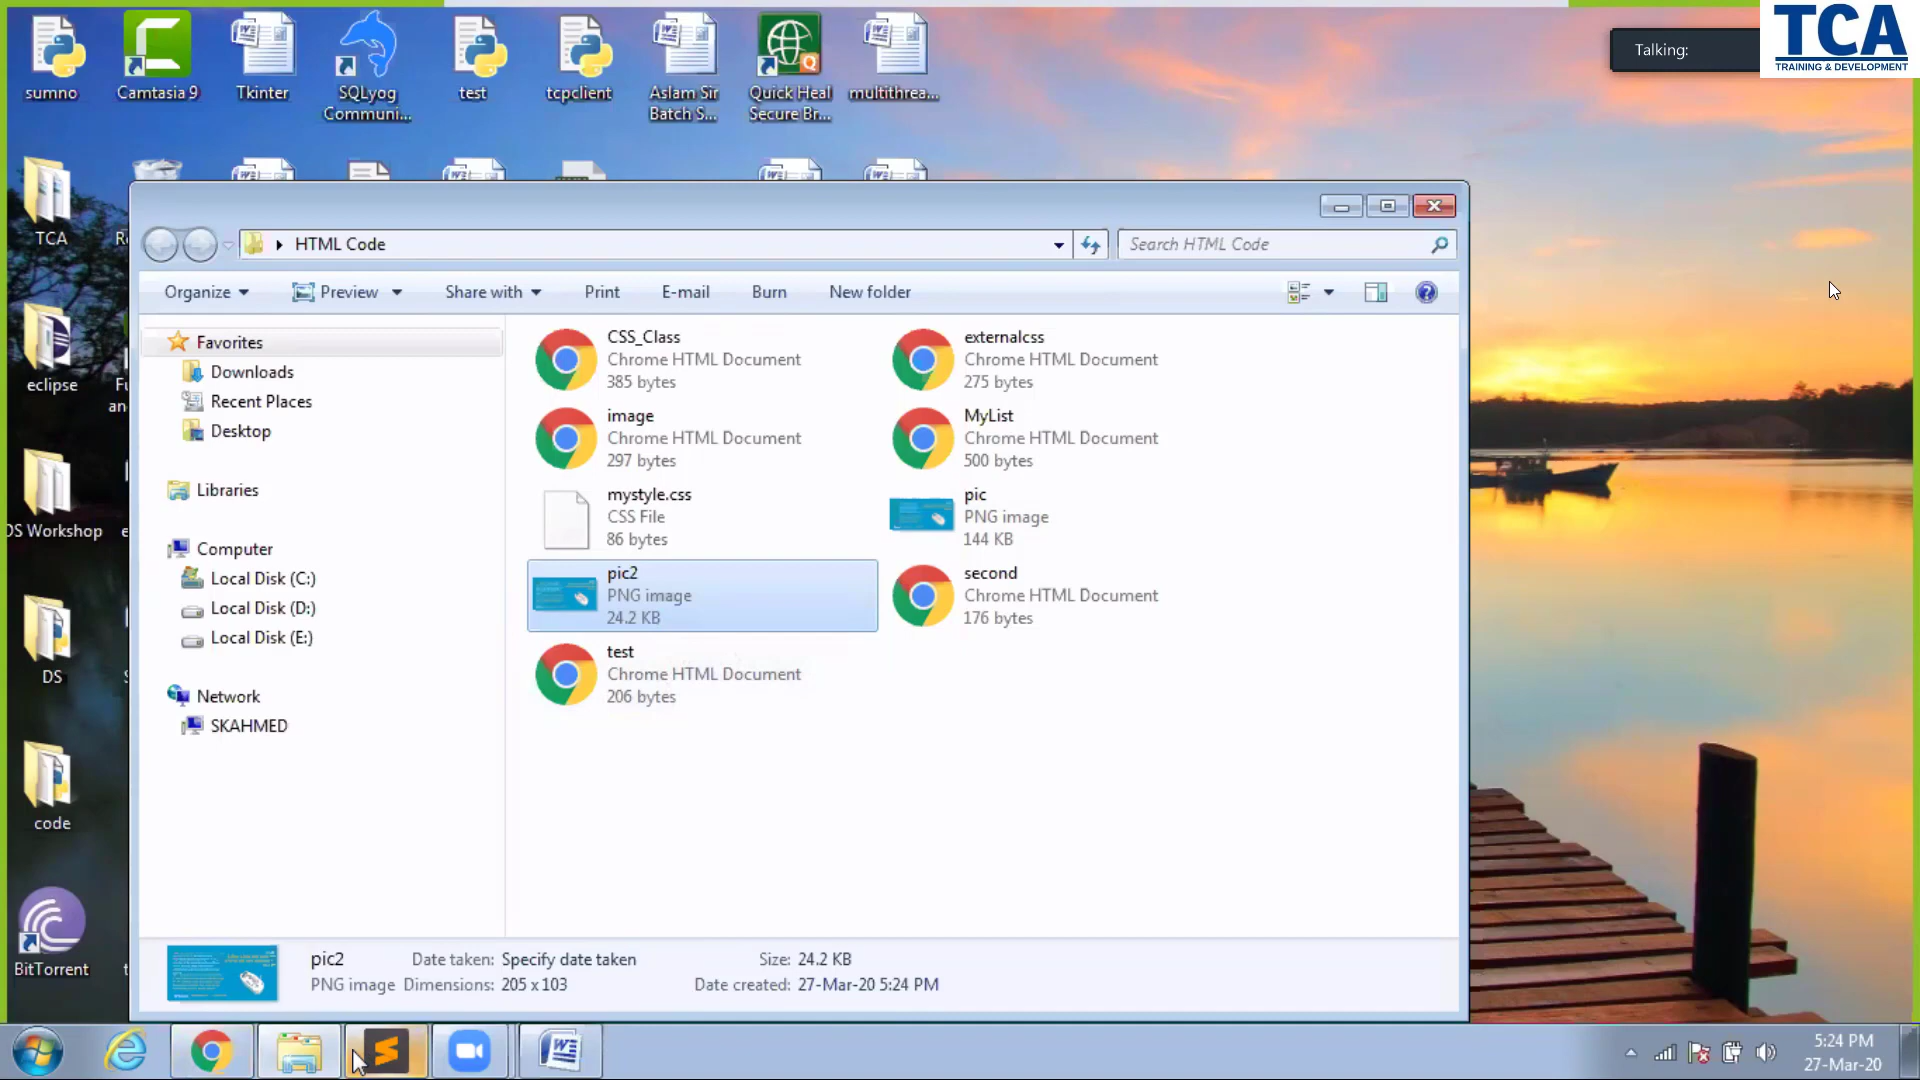 sumno
Camtasia 9
Tkinter
SQLyog
Communi...
test
tcpclient
Aslam Sir
Batch S...
Quick Heal
Secure Br...
multithrea...
Talking:
TCA
TRAINING & DEVELOPMENT
TCA
eclipse
DS Workshop
DS
code
BitTorrent
HTML Code
Search HTML Code
Organize
Preview
Share with
Print
E-mail
Burn
New folder
Favorites
Downloads
Recent Places
Desktop
Libraries
Computer
Local Disk (C:)
Local Disk (D:)
Local Disk (E:)
Network
SKAHMED
CSS_Class
Chrome HTML Document
385 bytes
externalcss
Chrome HTML Document
275 bytes
image
Chrome HTML Document
297 bytes
MyList
Chrome HTML Document
500 bytes
mystyle.css
CSS File
86 bytes
pic
PNG image
144 KB
pic2
PNG image
24.2 KB
second
Chrome HTML Document
176 bytes
test
Chrome HTML Document
206 bytes
pic2 Date taken: Specify date taken Size: 24.2 KB
PNG image Dimensions: 205 x 103 Date created: 27-Mar-20 5:24 PM
5:24 PM
27-Mar-20